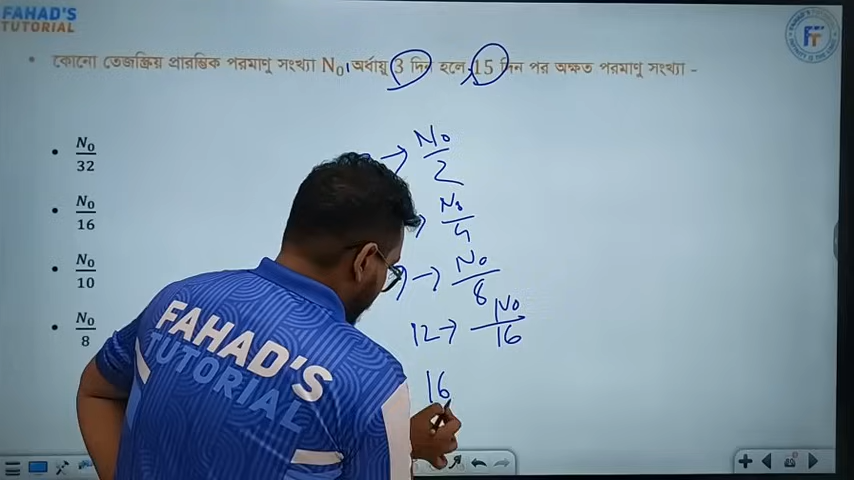 FAHAD'S
TUTORIAL
FT
কোনো তেজস্ক্রিয় প্রারম্ভিক পরমাণু সংখ্যা N₀। অর্ধায়ু 3 দিন হলে 15 দিন পর অক্ষত পরমাণু সংখ্যা -
N₀/32
N₀/16
N₀/10
N₀/8
→ N₀/2
→ N₀/4
→ N₀/8
12 → N₀/16
16
FAHAD'S
TUTORIAL